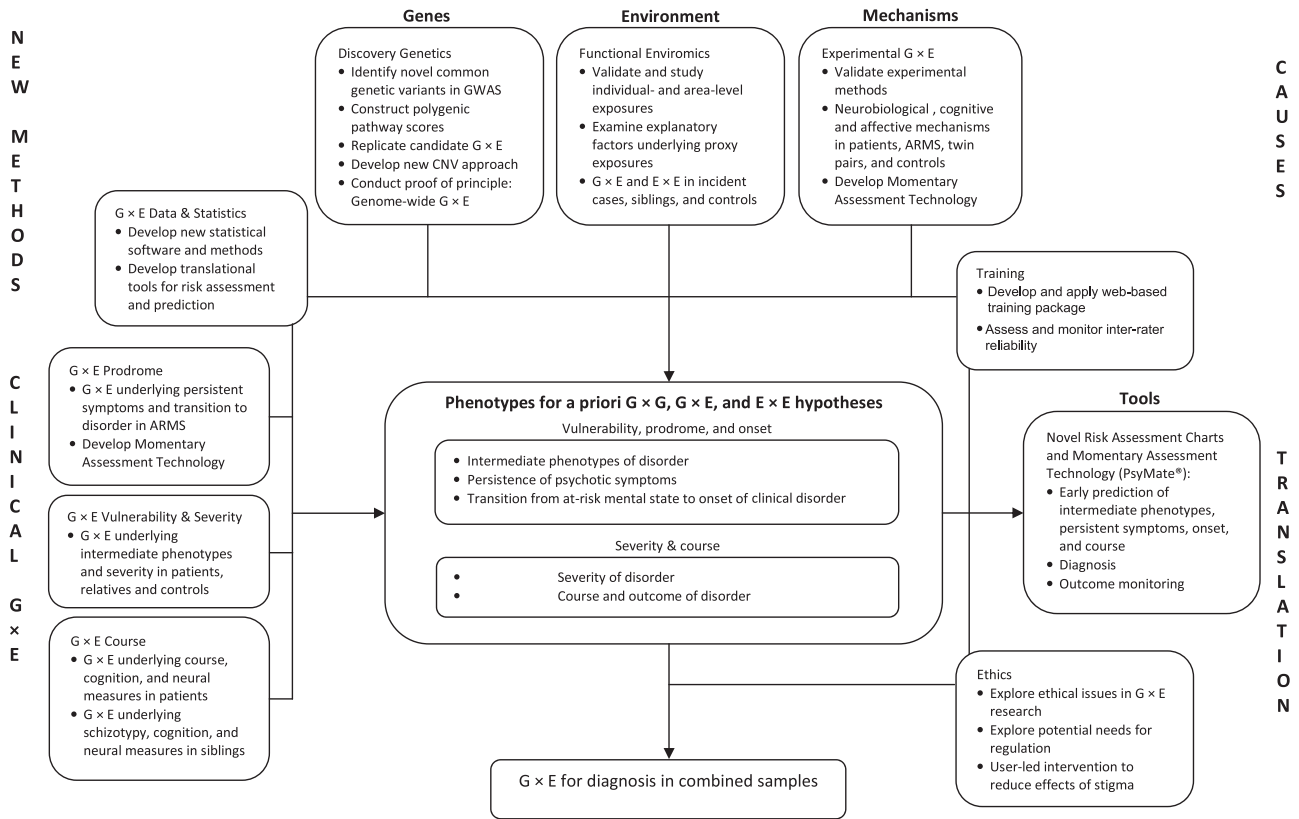 Genes
Environment
Mechanisms
NEW METHODS
CAUSES
Discovery Genetics
• Identify novel common
genetic variants in GWAS
• Construct polygenic
pathway scores
• Replicate candidate G × E
• Develop new CNV approach
• Conduct proof of principle:
Genome-wide G × E
Functional Enviromics
• Validate and study
individual- and area-level
exposures
• Examine explanatory
factors underlying proxy
exposures
• G × E and E × E in incident
cases, siblings, and controls
Experimental G × E
• Validate experimental
methods
• Neurobiological , cognitive
and affective mechanisms
in patients, ARMS, twin
pairs, and controls
• Develop Momentary
Assessment Technology
G × E Data & Statistics
• Develop new statistical
software and methods
• Develop translational
tools for risk assessment
and prediction
Training
• Develop and apply web-based
training package
• Assess and monitor inter-rater
reliability
CLINICAL G×E
G × E Prodrome
• G × E underlying persistent
symptoms and transition to
disorder in ARMS
• Develop Momentary
Assessment Technology
G × E Vulnerability & Severity
• G × E underlying
intermediate phenotypes
and severity in patients,
relatives and controls
G × E Course
• G × E underlying course,
cognition, and neural
measures in patients
• G × E underlying
schizotypy, cognition, and
neural measures in siblings
Phenotypes for a priori G × G, G × E, and E × E hypotheses
Vulnerability, prodrome, and onset
• Intermediate phenotypes of disorder
• Persistence of psychotic symptoms
• Transition from at-risk mental state to onset of clinical disorder
Severity & course
• Severity of disorder
• Course and outcome of disorder
Tools
Novel Risk Assessment Charts
and Momentary Assessment
Technology (PsyMate®):
• Early prediction of
intermediate phenotypes,
persistent symptoms, onset,
and course
• Diagnosis
• Outcome monitoring
TRANSLATION
Ethics
• Explore ethical issues in G × E
research
• Explore potential needs for
regulation
• User-led intervention to
reduce effects of stigma
G × E for diagnosis in combined samples